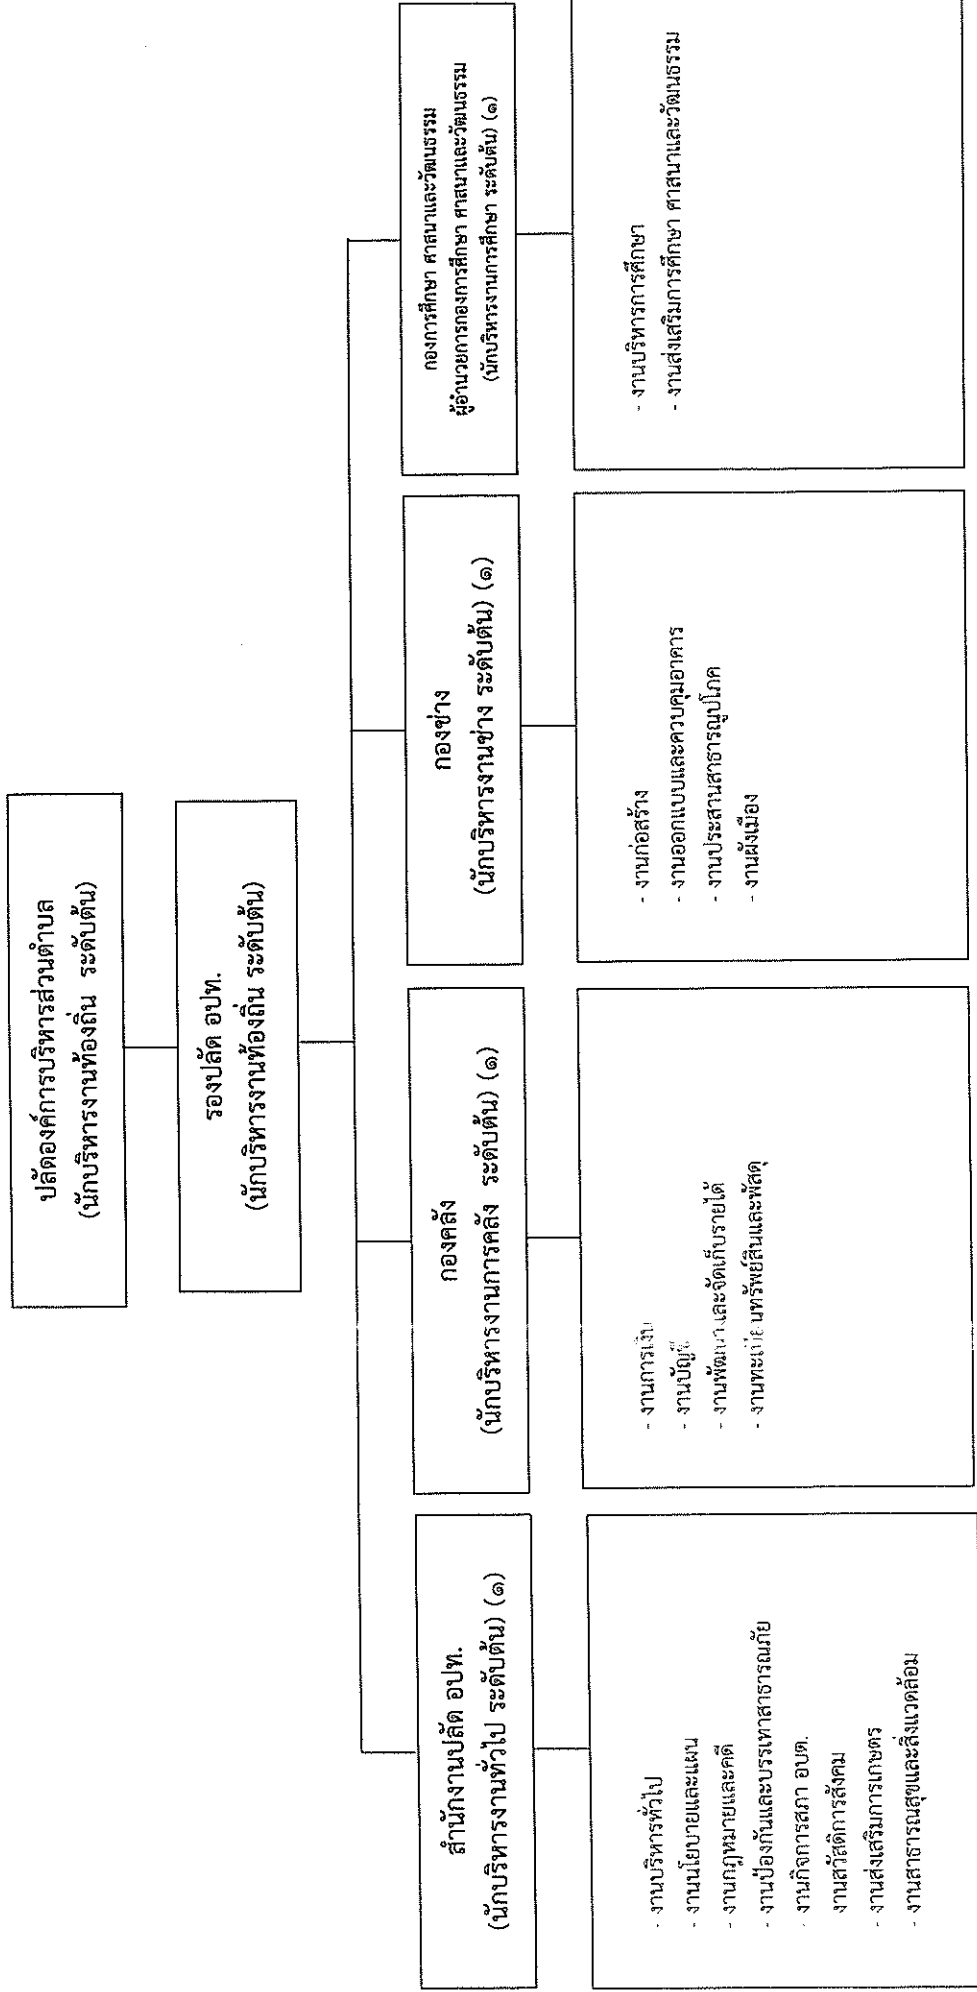 ปลัดองค์การบริหารส่วนตำบล
(นักบริหารงานท้องถิ่น ระดับต้น)
รองปลัด อปท.
(นักบริหารงานท้องถิ่น ระดับต้น)
สำนักงานปลัด อปท.
(นักบริหารงานทั่วไป ระดับต้น) (๑)
- งานบริหารทั่วไป
- งานนโยบายและแผน
- งานกฎหมายและคดี
- งานป้องกันและบรรเทาสาธารณภัย
- งานกิจการสภา อบต.
งานสวัสดิการสังคม
- งานส่งเสริมการเกษตร
- งานสาธารณสุขและสิ่งแวดล้อม
กองคลัง
(นักบริหารงานการคลัง ระดับต้น) (๑)
- งานการเงิน
- งานบัญชี
- งานพัฒนาและจัดเก็บรายได้
- งานทะเบียนทรัพย์สินและพัสดุ
กองช่าง
(นักบริหารงานช่าง ระดับต้น) (๑)
- งานก่อสร้าง
- งานออกแบบและควบคุมอาคาร
- งานประสานสาธารณูปโภค
- งานผังเมือง
กองการศึกษา ศาสนาและวัฒนธรรม
ผู้อำนวยการกองการศึกษา ศาสนาและวัฒนธรรม
(นักบริหารงานการศึกษา ระดับต้น) (๑)
- งานบริหารการศึกษา
- งานส่งเสริมการศึกษา ศาสนาและวัฒนธรรม